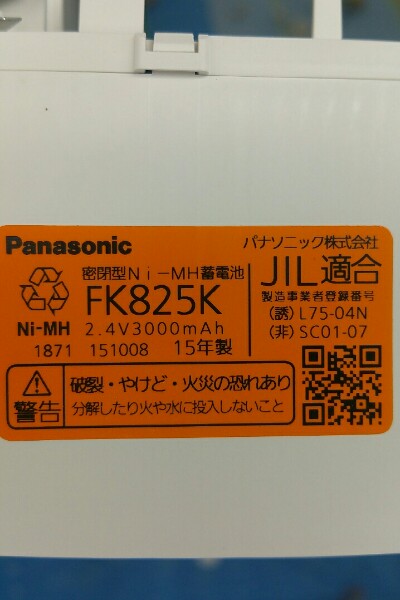 Panasonic
パナソニック株式会社
密閉型Ni-MH蓄電池
FK825K
JIL適合
製造事業者登録番号
Ni-MH
2.4V3000mAh
(誘) L75-04N
1871 151008 15年製
(非) SC01-07
警告
破裂・やけど・火災の恐れあり
分解したり火や水に投入しないこと